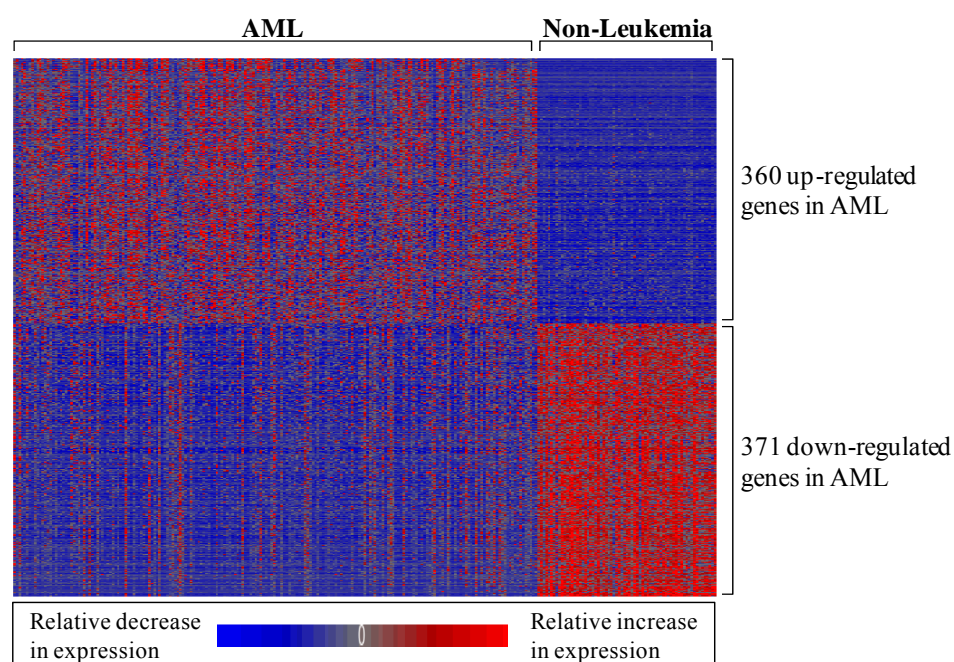 AML
Non-Leukemia
360 up-regulated
genes in AML
371 down-regulated
genes in AML
Relative decrease
in expression
Relative increase
in expression